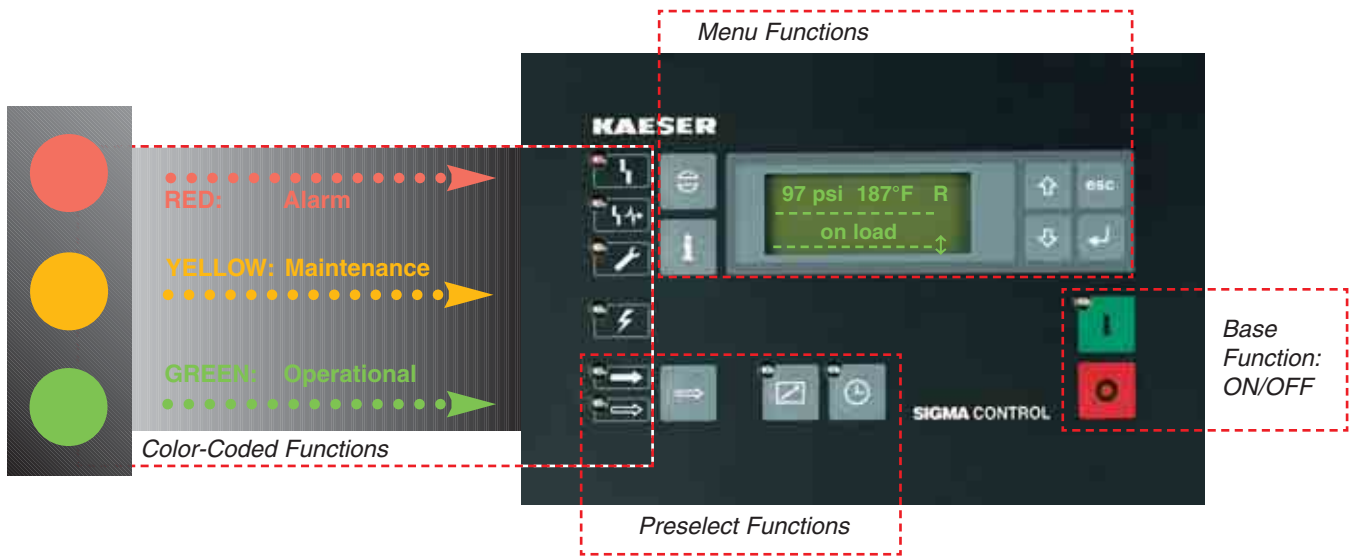 Menu Functions
KAESER
RED: Alarm
97 psi 187°F R
esc
on load
YELLOW: Maintenance
Base
Function:
ON/OFF
GREEN: Operational
SIGMA CONTROL
Color-Coded Functions
Preselect Functions